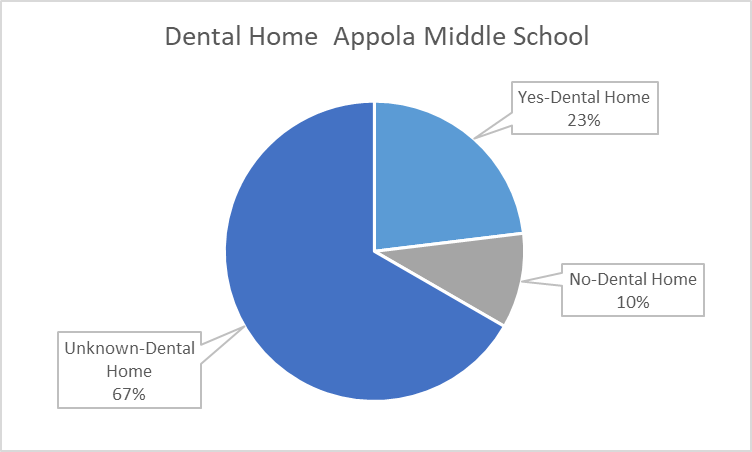 Dental Home  Appola Middle School
Yes-Dental Home
23%
No-Dental Home
10%
Unknown-Dental
Home
67%